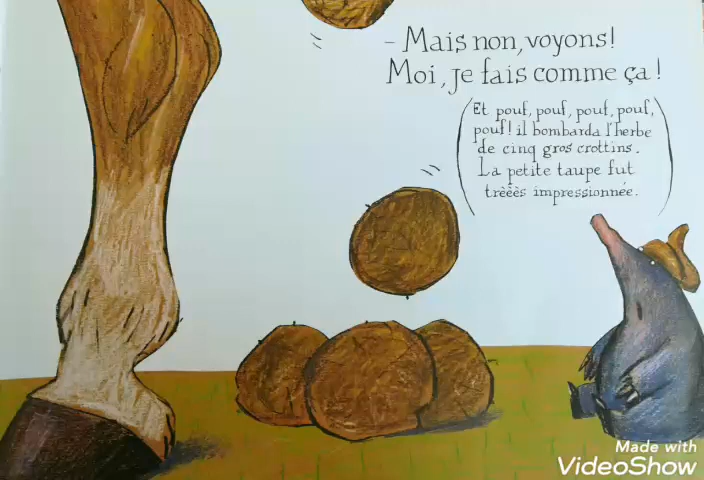 - Mais non, voyons!
Moi, je fais comme ça!
(Et pouf, pouf, pouf, pouf,
pouf! il bombarda l'herbe
de cinq gros crottins.
La petite taupe fut
trèèès impressionnée.)
Made with
VideoShow